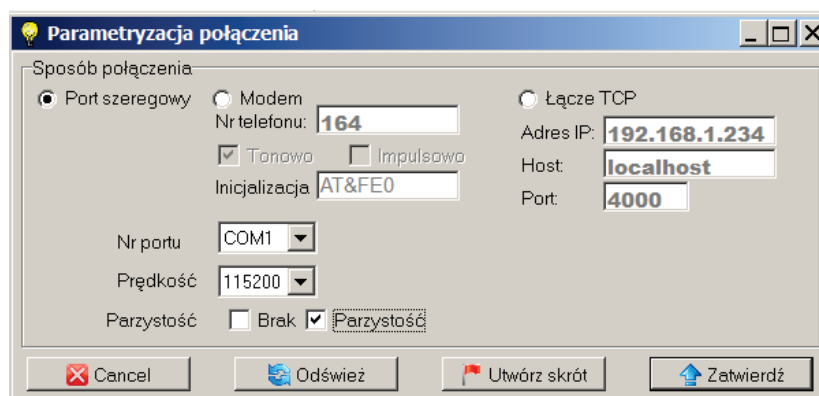 Parametryzacja połączenia
Sposób połączenia
Port szeregowy Modem Łącze TCP
Nr telefonu: 164
Adres IP: 192.168.1.234
Tonowo Impulsowo
Host: localhost
Inicjalizacja AT&FE0
Port: 4000
Nr portu COM1
Prędkość 115200
Parzystość Brak Parzystość
Cancel Odśwież Utwórz skrót Zatwierdź